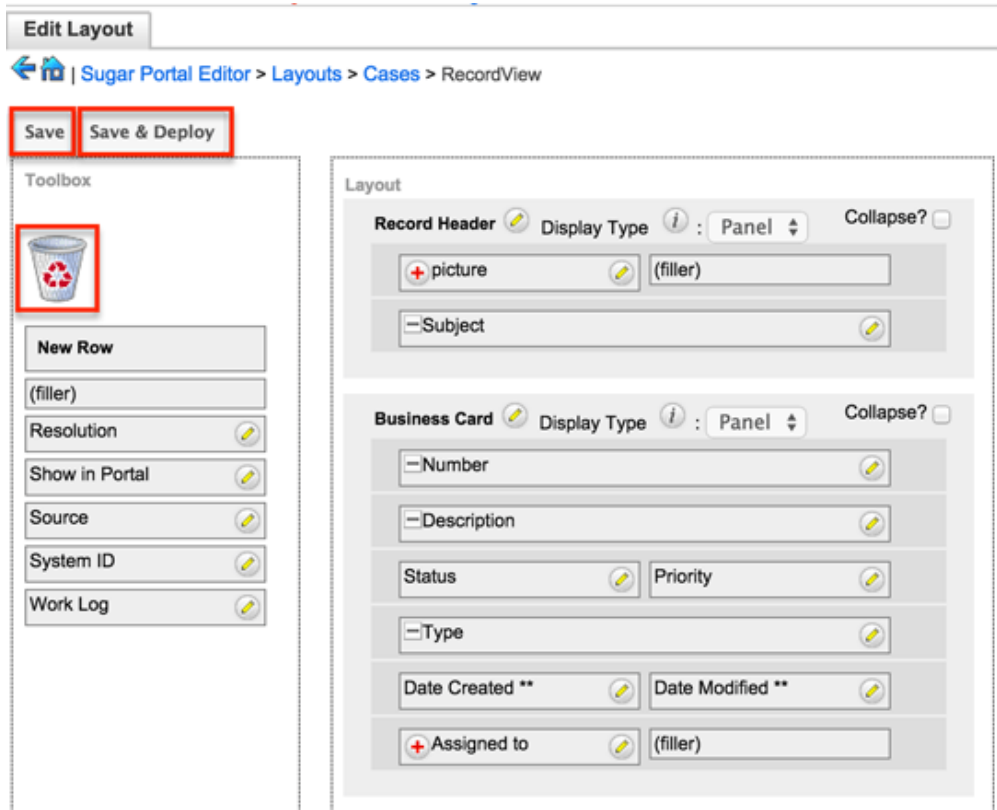 Edit Layout
| Sugar Portal Editor > Layouts > Cases > RecordView
Save
Save & Deploy
Toolbox
New Row
(filler)
Resolution
Show in Portal
Source
System ID
Work Log
Layout
Record Header Display Type i : Panel Collapse?
picture (filler)
Subject
Business Card Display Type i : Panel Collapse?
Number
Description
Status Priority
Type
Date Created ** Date Modified **
Assigned to (filler)